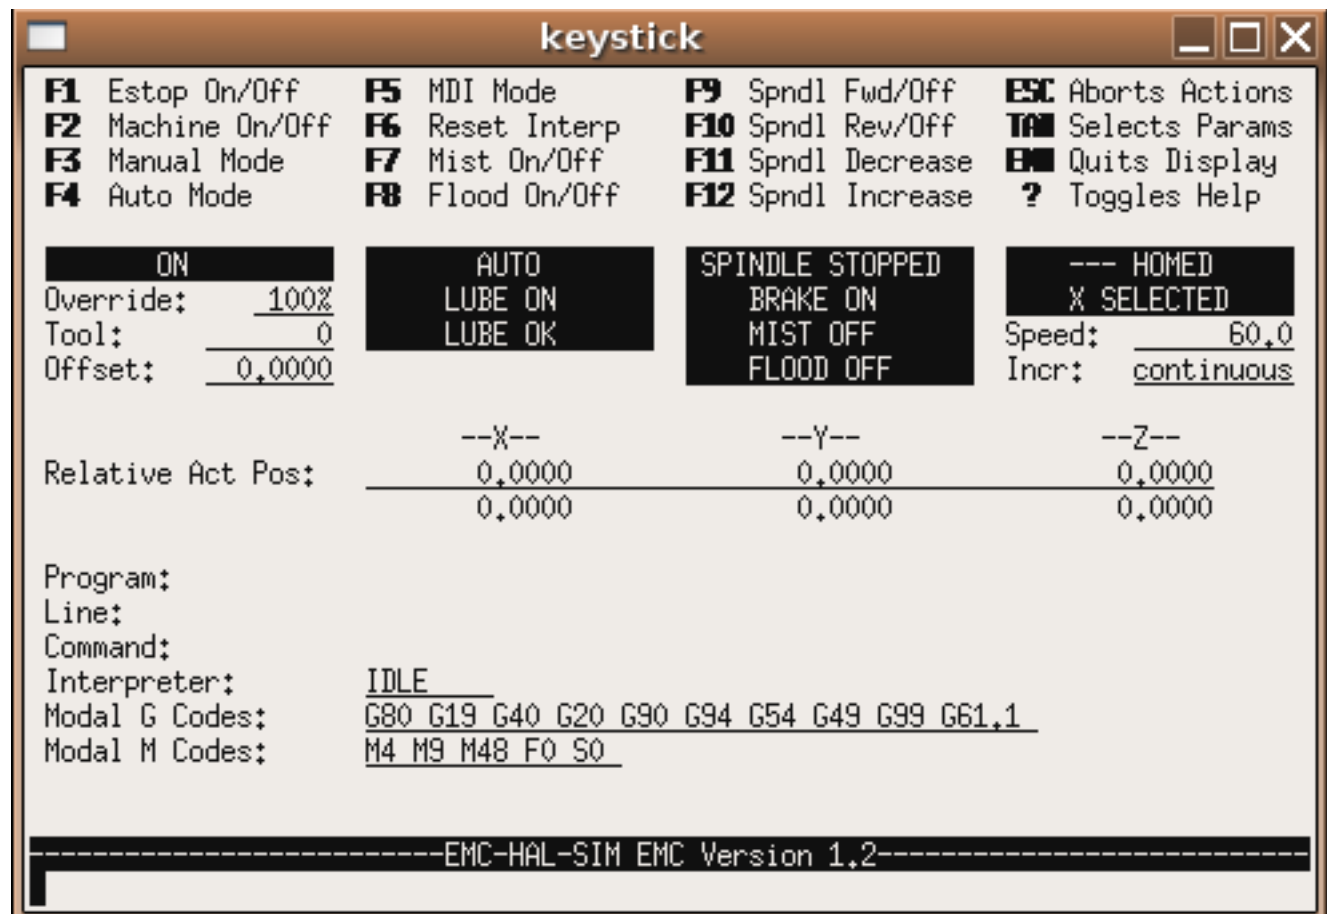 keystick
F1 Estop On/Off F5 MDI Mode F9 Spndl Fwd/Off ESC Aborts Actions
F2 Machine On/Off F6 Reset Interp F10 Spndl Rev/Off TAB Selects Params
F3 Manual Mode F7 Mist On/Off F11 Spndl Decrease END Quits Display
F4 Auto Mode F8 Flood On/Off F12 Spndl Increase ? Toggles Help
ON AUTO SPINDLE STOPPED --- HOMED
Override: 100% LUBE ON BRAKE ON X SELECTED
Tool: 0 LUBE OK MIST OFF Speed: 60.0
Offset: 0.0000 FLOOD OFF Incr: continuous
--X-- --Y-- --Z--
Relative Act Pos: 0.0000 0.0000 0.0000
0.0000 0.0000 0.0000
Program:
Line:
Command:
Interpreter: IDLE
Modal G Codes: G80 G19 G40 G20 G90 G94 G54 G49 G99 G61.1
Modal M Codes: M4 M9 M48 F0 S0
--------------------------EMC-HAL-SIM EMC Version 1.2---------------------------